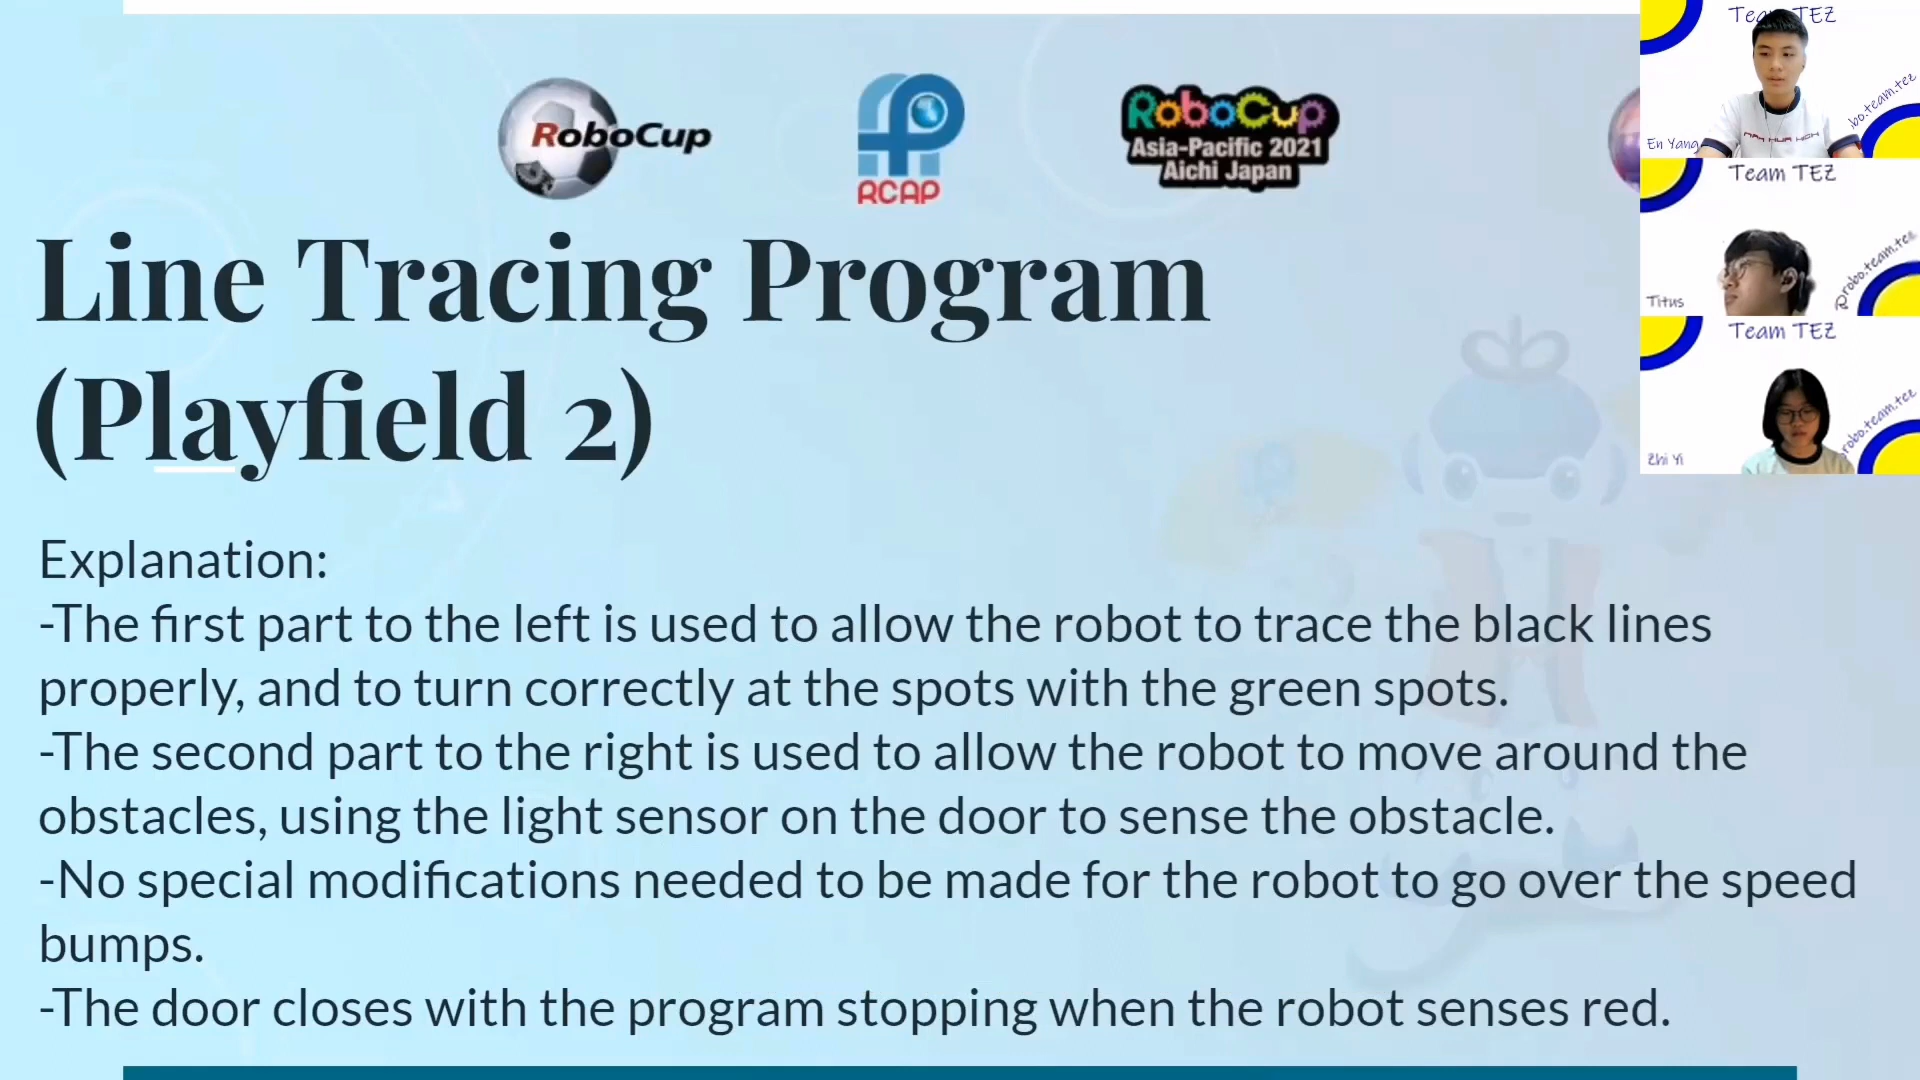 RoboCup
RCAP
RoboCup
Asia-Pacific 2021
Aichi Japan
Line Tracing Program
(Playfield 2)
Explanation:
-The first part to the left is used to allow the robot to trace the black lines
properly, and to turn correctly at the spots with the green spots.
-The second part to the right is used to allow the robot to move around the
obstacles, using the light sensor on the door to sense the obstacle.
-No special modifications needed to be made for the robot to go over the speed
bumps.
-The door closes with the program stopping when the robot senses red.
Team TEZ
En Yang
Team TEZ
@robo.team.tez
Titus
Team TEZ
Zhi Yi